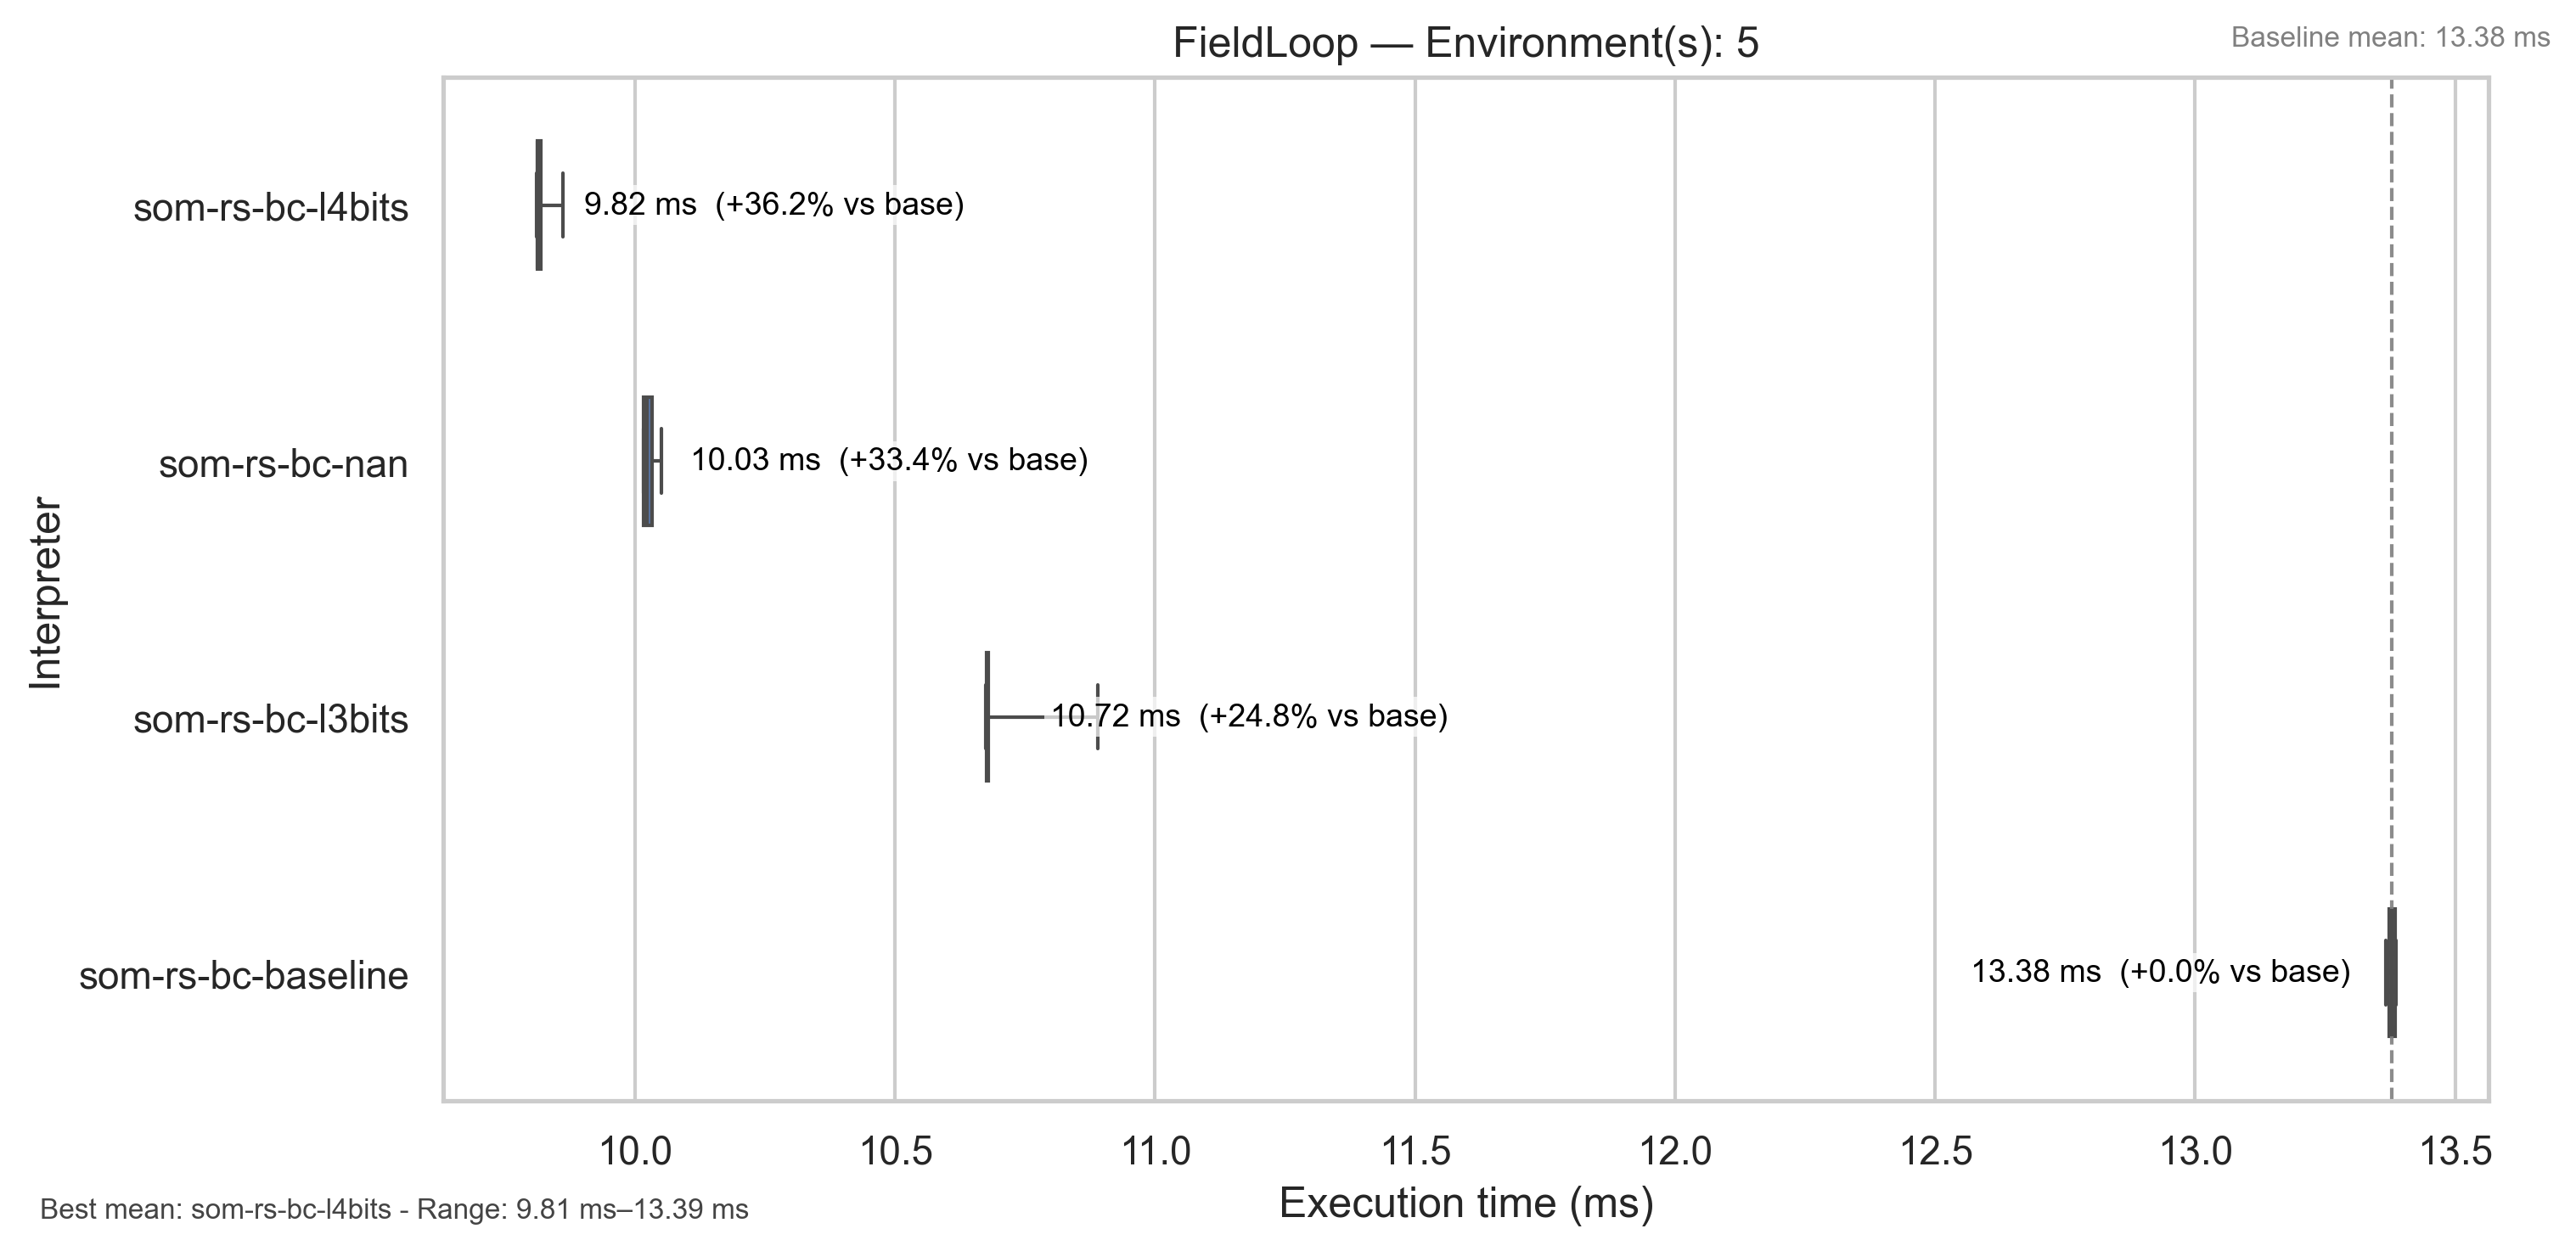 FieldLoop — Environment(s): 5
Baseline mean: 13.38 ms
Interpreter
som-rs-bc-l4bits
9.82 ms (+36.2% vs base)
som-rs-bc-nan
10.03 ms (+33.4% vs base)
som-rs-bc-l3bits
10.72 ms (+24.8% vs base)
som-rs-bc-baseline
13.38 ms (+0.0% vs base)
10.0 10.5 11.0 11.5 12.0 12.5 13.0 13.5
Execution time (ms)
Best mean: som-rs-bc-l4bits - Range: 9.81 ms–13.39 ms